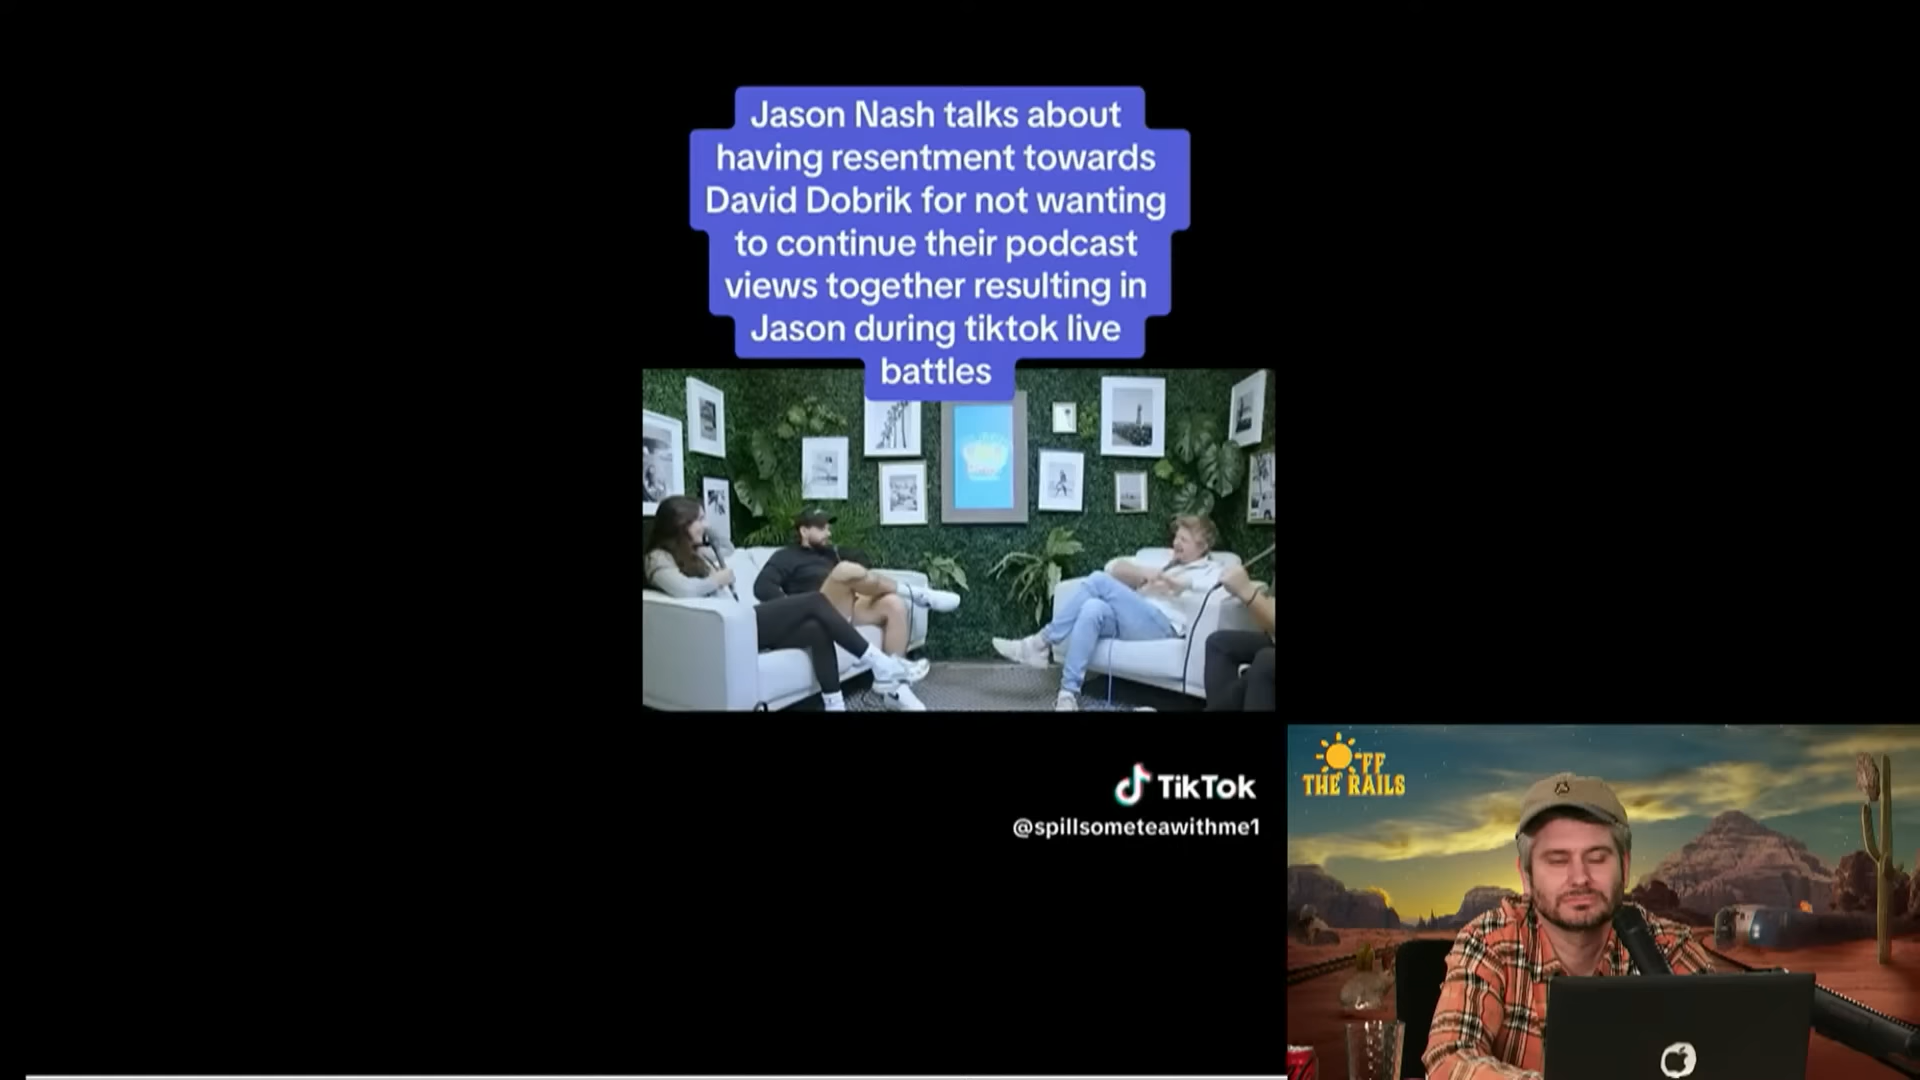 Jason Nash talks about
having resentment towards
David Dobrik for not wanting
to continue their podcast
views together resulting in
Jason during tiktok live
battles
TikTok
@spillsometeawithme1
OFF
THE RAILS